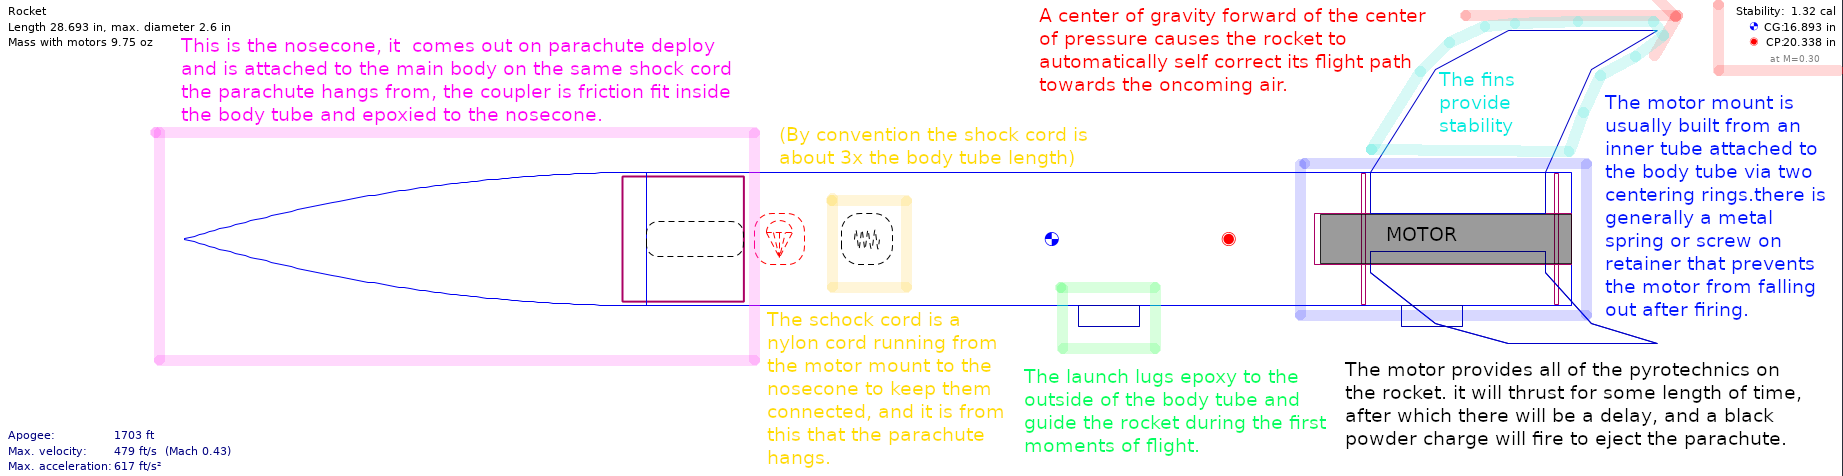 Rocket
Length 28.693 in, max. diameter 2.6 in
Mass with motors 9.75 oz
This is the nosecone, it  comes out on parachute deploy
and is attached to the main body on the same shock cord
the parachute hangs from, the coupler is friction fit inside
the body tube and epoxied to the nosecone.
A center of gravity forward of the center
of pressure causes the rocket to
automatically self correct its flight path
towards the oncoming air.
Stability:  1.32 cal
CG:16.893 in
CP:20.338 in
at M=0.30
The fins
provide
stability
(By convention the shock cord is
about 3x the body tube length)
The motor mount is
usually built from an
inner tube attached to
the body tube via two
centering rings.there is
generally a metal
spring or screw on
retainer that prevents
the motor from falling
out after firing.
MOTOR
The schock cord is a
nylon cord running from
the motor mount to the
nosecone to keep them
connected, and it is from
this that the parachute
hangs.
The launch lugs epoxy to the
outside of the body tube and
guide the rocket during the first
moments of flight.
The motor provides all of the pyrotechnics on
the rocket. it will thrust for some length of time,
after which there will be a delay, and a black
powder charge will fire to eject the parachute.
Apogee: 1703 ft
Max. velocity: 479 ft/s  (Mach 0.43)
Max. acceleration: 617 ft/s²